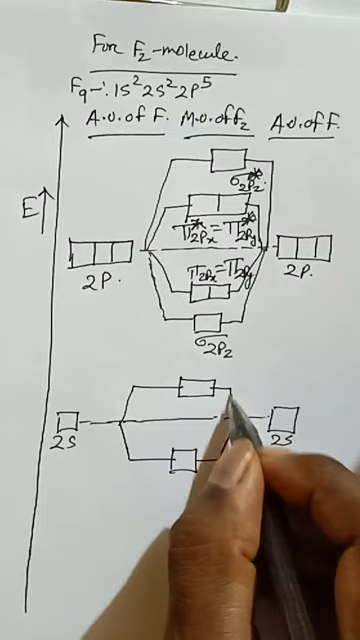 For F₂-molecule.
F₉-:1S² 2S² 2P⁵
A.O.of F. M.O.of F₂ A.O.of F.
σ*2Pz
E↑
π*2Px = π*2Py
2P. π2Px=π2Py 2P.
σ2Pz
2S 2S